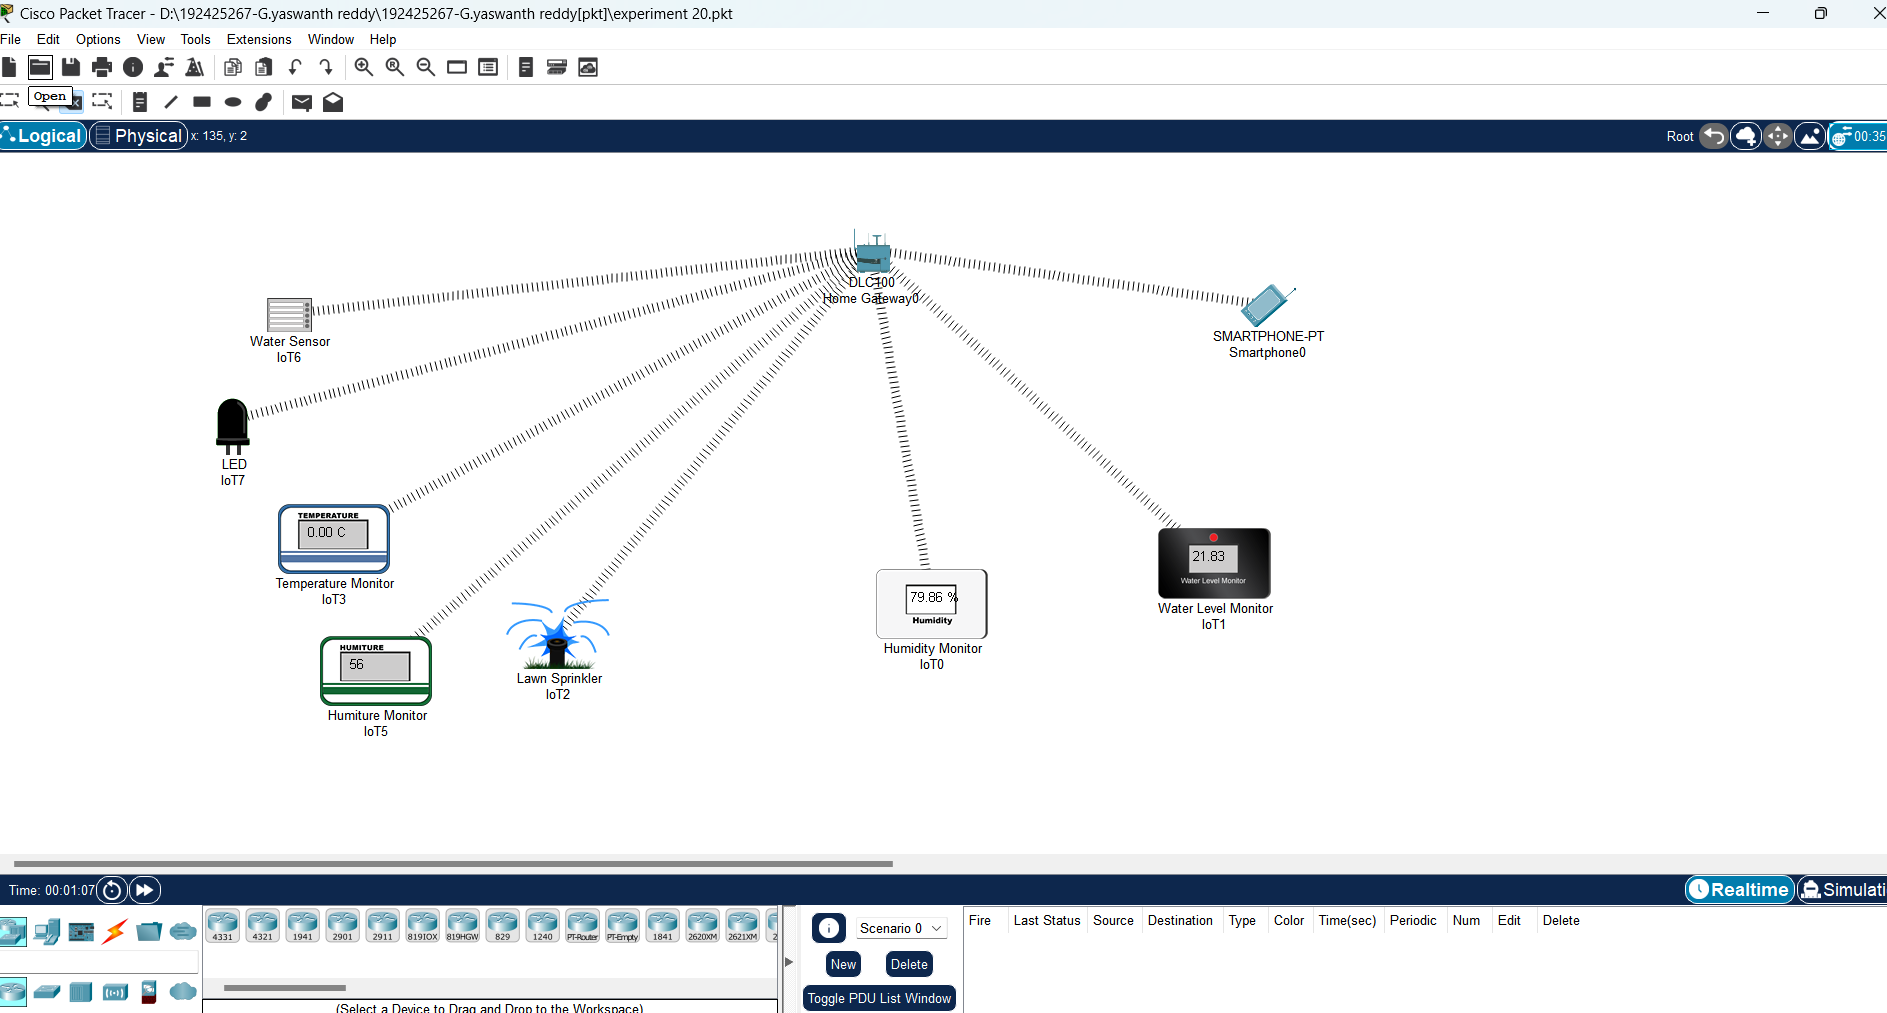 Cisco Packet Tracer - D:\192425267-G.yaswanth reddy\192425267-G.yaswanth reddy[pkt]\experiment 20.pkt
File Edit Options View Tools Extensions Window Help
Open
Logical Physical x: 135, y: 2 Root 00:35
DLC100
Home Gateway0
Water Sensor
IoT6
SMARTPHONE-PT
Smartphone0
LED
IoT7
TEMPERATURE
0.00 C
Temperature Monitor
IoT3
21.83
Water Level Monitor
Water Level Monitor
IoT1
79.86 %
Humidity
Humidity Monitor
IoT0
HUMITURE
56
Humiture Monitor
IoT5
Lawn Sprinkler
IoT2
Time: 00:01:07 Realtime Simulati
4331 4321 1941 2901 2911 819IOX 819HGW 829 1240 PT-Router PT-Empty 1841 2620XM 2621XM 2
Scenario 0
New Delete
Toggle PDU List Window
Fire Last Status Source Destination Type Color Time(sec) Periodic Num Edit Delete
(Select a Device to Drag and Drop to the Workspace)